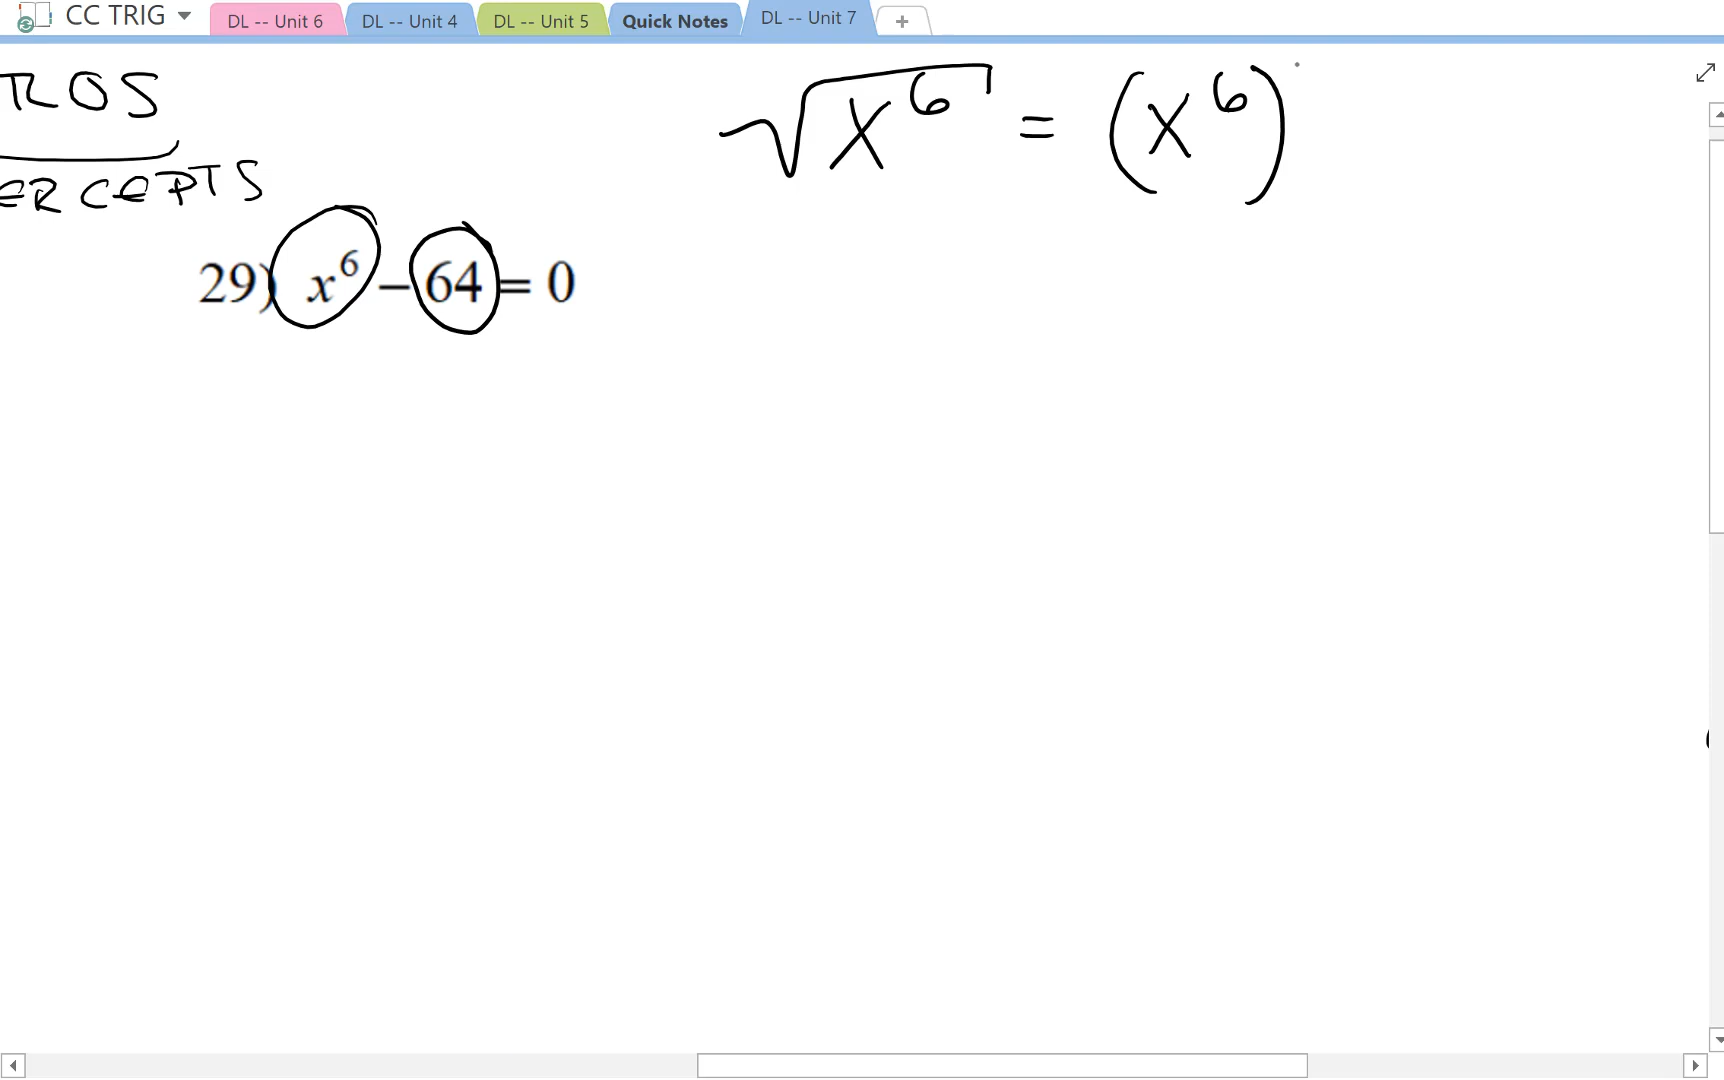 CC TRIG DL -- Unit 6 DL -- Unit 4 DL -- Unit 5 Quick Notes DL -- Unit 7 +
ROS
√x⁶ = (x⁶)
ERCEPTS
29) x⁶ – 64 = 0